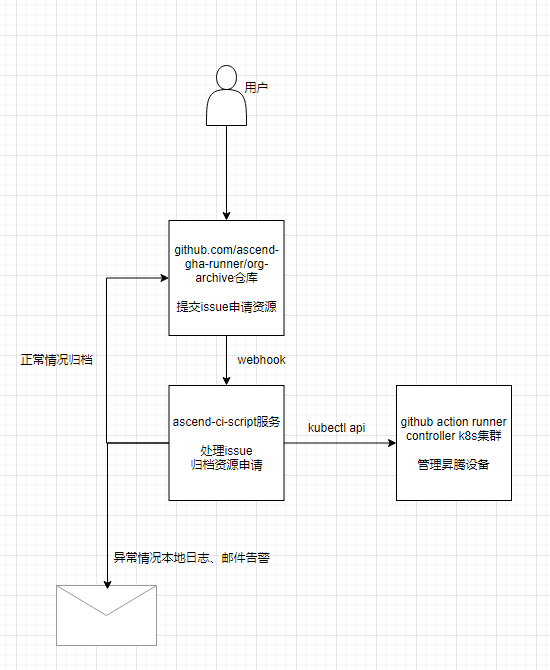 用户
github.com/ascend-
gha-runner/org-
archive仓库
提交issue申请资源
正常情况归档
webhook
ascend-ci-script服务
处理issue
归档资源申请
kubectl api
github action runner
controller k8s集群
管理昇腾设备
异常情况本地日志、邮件告警